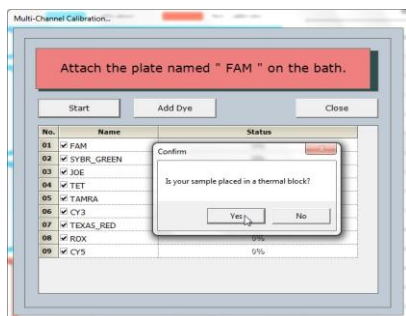 Multi-Channel Calibration...
Attach the plate named " FAM " on the bath.
Start Add Dye Close
No. Name Status
01 FAM
02 SYBR_GREEN
03 JOE
04 TET
05 TAMRA
06 CY3
07 TEXAS_RED
08 ROX 0%
09 CY5 0%
Confirm
Is your sample placed in a thermal block?
Yes No